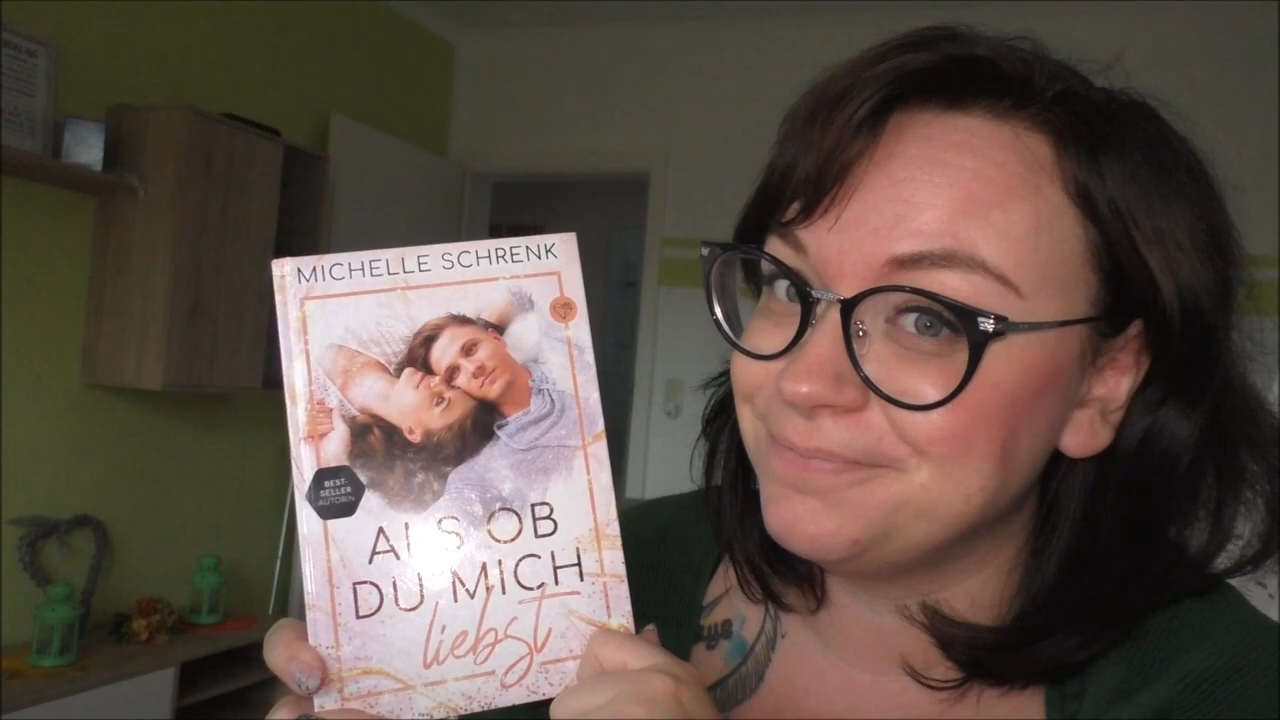 MICHELLE SCHRENK
BEST-
SELLER
AUTORIN
ALS OB
DU MICH
liebst